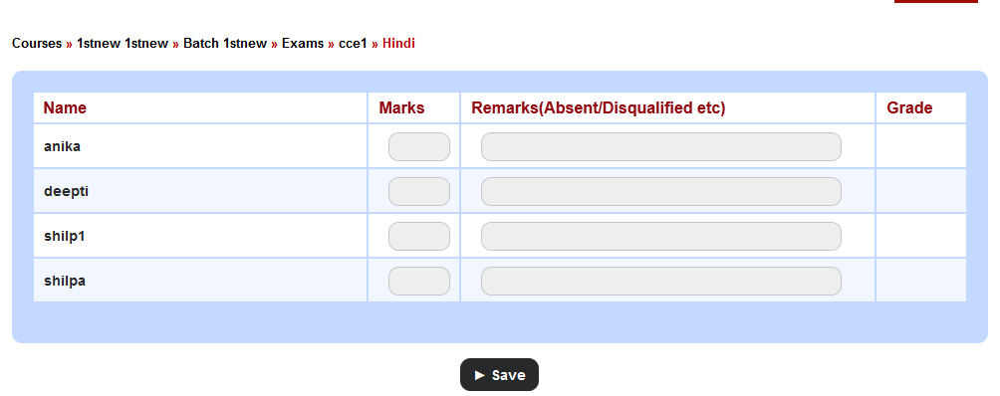 Courses » 1stnew 1stnew » Batch 1stnew » Exams » cce1 » Hindi
Name Marks Remarks(Absent/Disqualified etc) Grade
anika
deepti
shilp1
shilpa
► Save